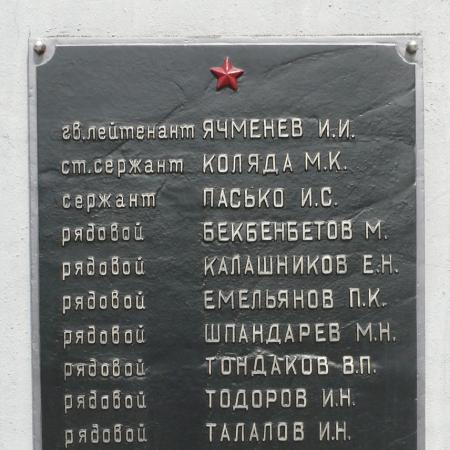 гв.лейтенант ЯЧМЕНЕВ И.И.
ст.сержант КОЛЯДА М.К.
сержант ПАСЬКО И.С.
рядовой БЕКБЕНБЕТОВ М.
рядовой КАЛАШНИКОВ Е.Н.
рядовой ЕМЕЛЬЯНОВ П.К.
рядовой ШПАНДАРЕВ М.Н.
рядовой ТОНДАКОВ В.П.
рядовой ТОДОРОВ И.Н.
рядовой ТАЛАЛОВ И.Н.